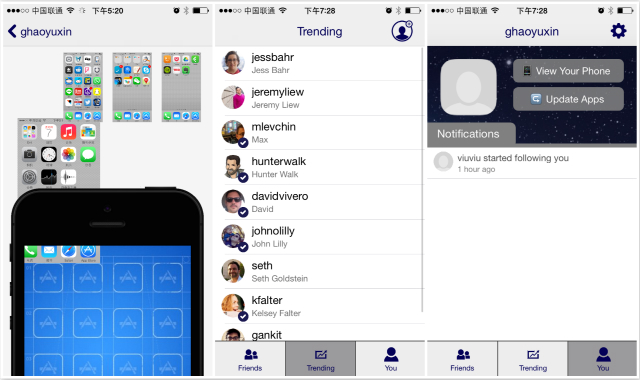 中国联通
下午5:20
ghaoyuxin
中国联通
下午7:28
Trending
jessbahr
Jess Bahr
jeremyliew
Jeremy Liew
mlevchin
Max
hunterwalk
Hunter Walk
davidvivero
David
johnolilly
John Lilly
seth
Seth Goldstein
kfalter
Kelsey Falter
gankit
Friends
Trending
You
中国联通
下午7:28
ghaoyuxin
View Your Phone
Update Apps
Notifications
viuviu started following you
1 hour ago
Friends
Trending
You